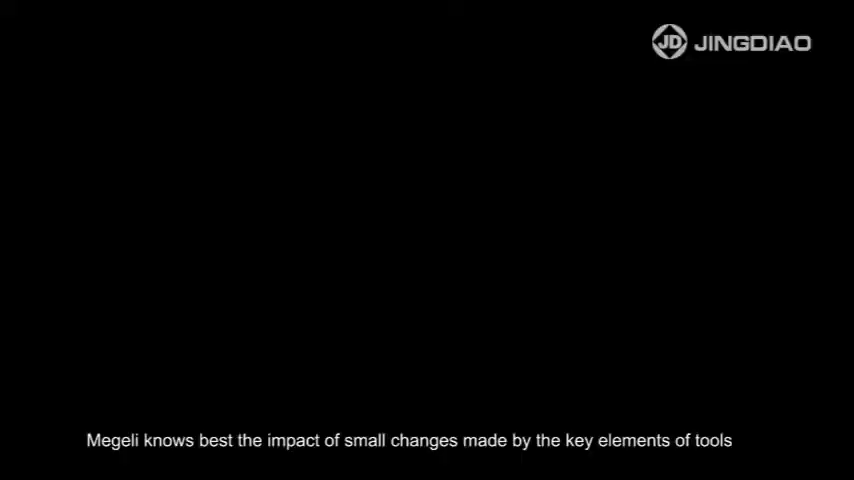 JD JINGDIAO
Megeli knows best the impact of small changes made by the key elements of tools